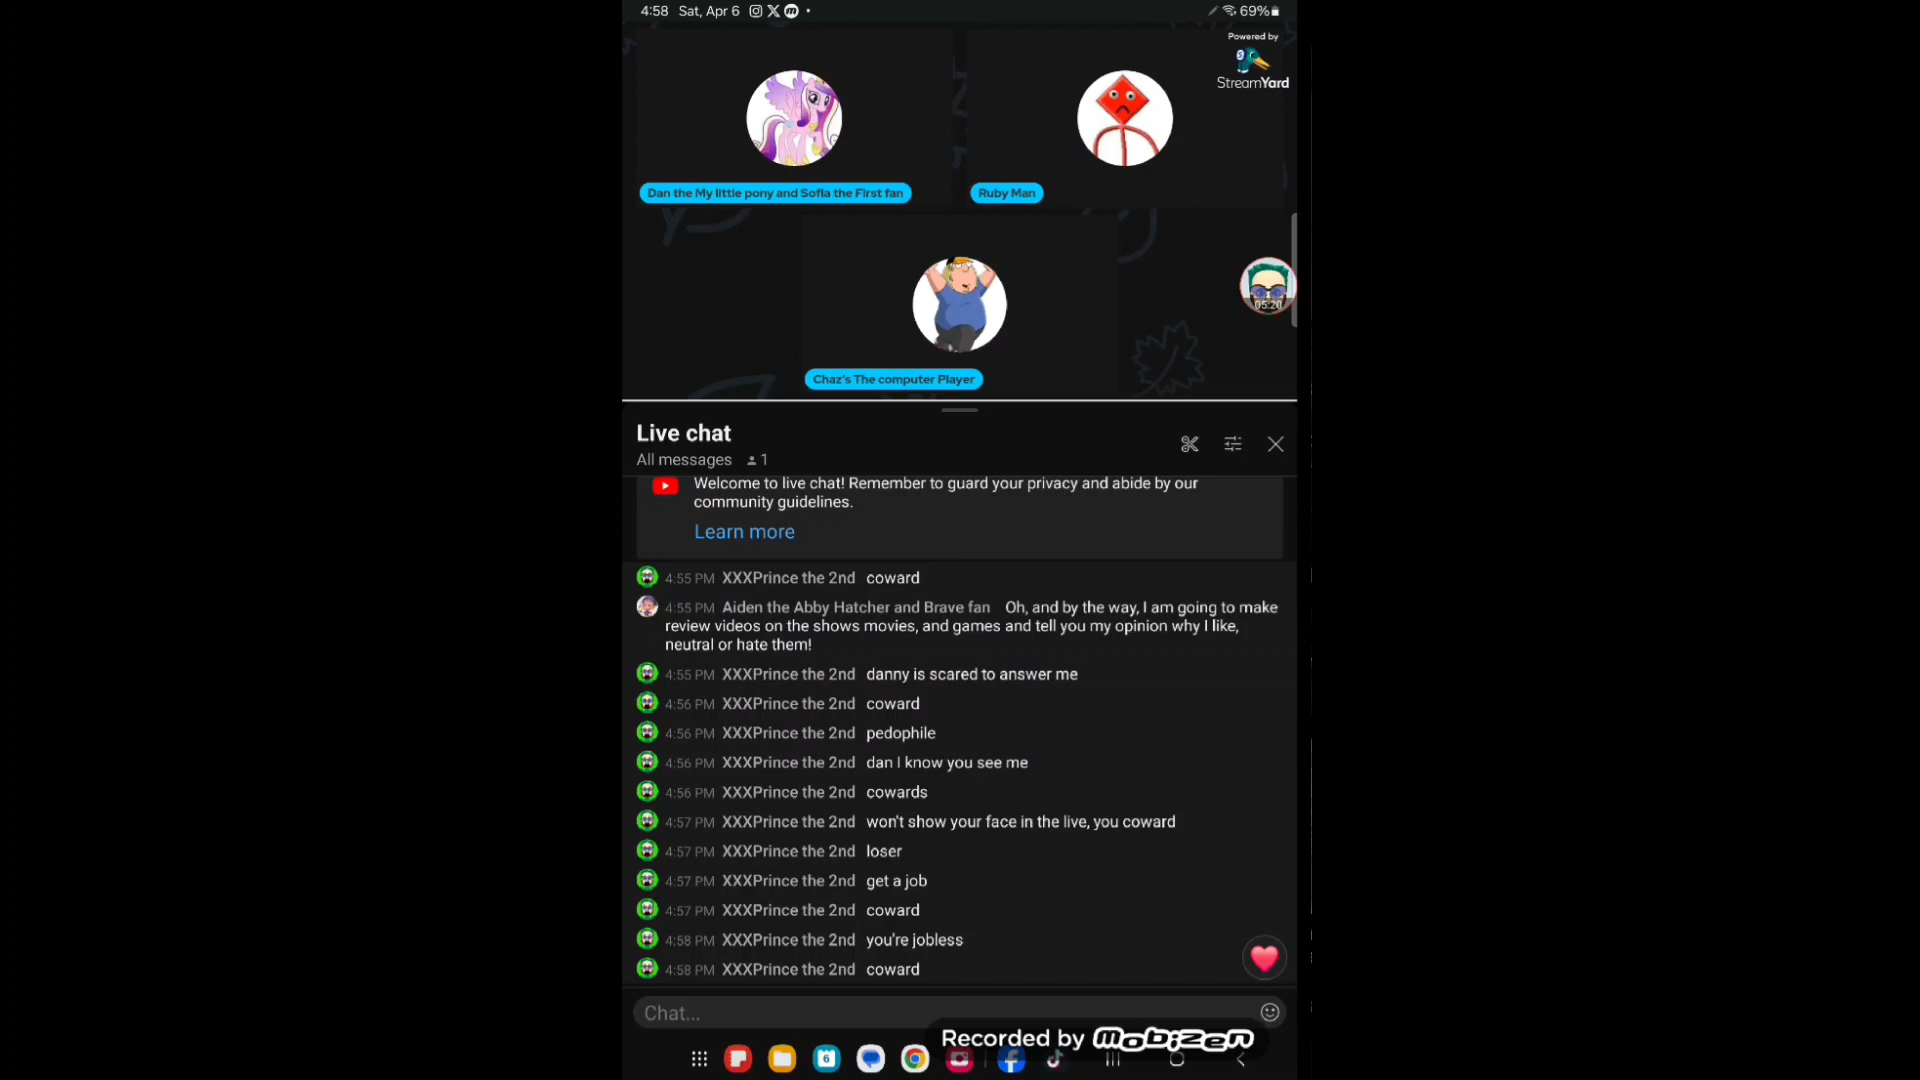 4:58 Sat, Apr 6
69%
Powered by
StreamYard
Dan the My little pony and Sofia the First fan
Ruby Man
05:20
Chaz's The computer Player
Live chat
All messages 1
Welcome to live chat! Remember to guard your privacy and abide by our
community guidelines.
Learn more
4:55 PM XXXPrince the 2nd coward
4:55 PM Aiden the Abby Hatcher and Brave fan Oh, and by the way, I am going to make
review videos on the shows movies, and games and tell you my opinion why I like,
neutral or hate them!
4:55 PM XXXPrince the 2nd danny is scared to answer me
4:56 PM XXXPrince the 2nd coward
4:56 PM XXXPrince the 2nd pedophile
4:56 PM XXXPrince the 2nd dan I know you see me
4:56 PM XXXPrince the 2nd cowards
4:57 PM XXXPrince the 2nd won't show your face in the live, you coward
4:57 PM XXXPrince the 2nd loser
4:57 PM XXXPrince the 2nd get a job
4:57 PM XXXPrince the 2nd coward
4:58 PM XXXPrince the 2nd you're jobless
4:58 PM XXXPrince the 2nd coward
Chat...
Recorded by mobizen
6